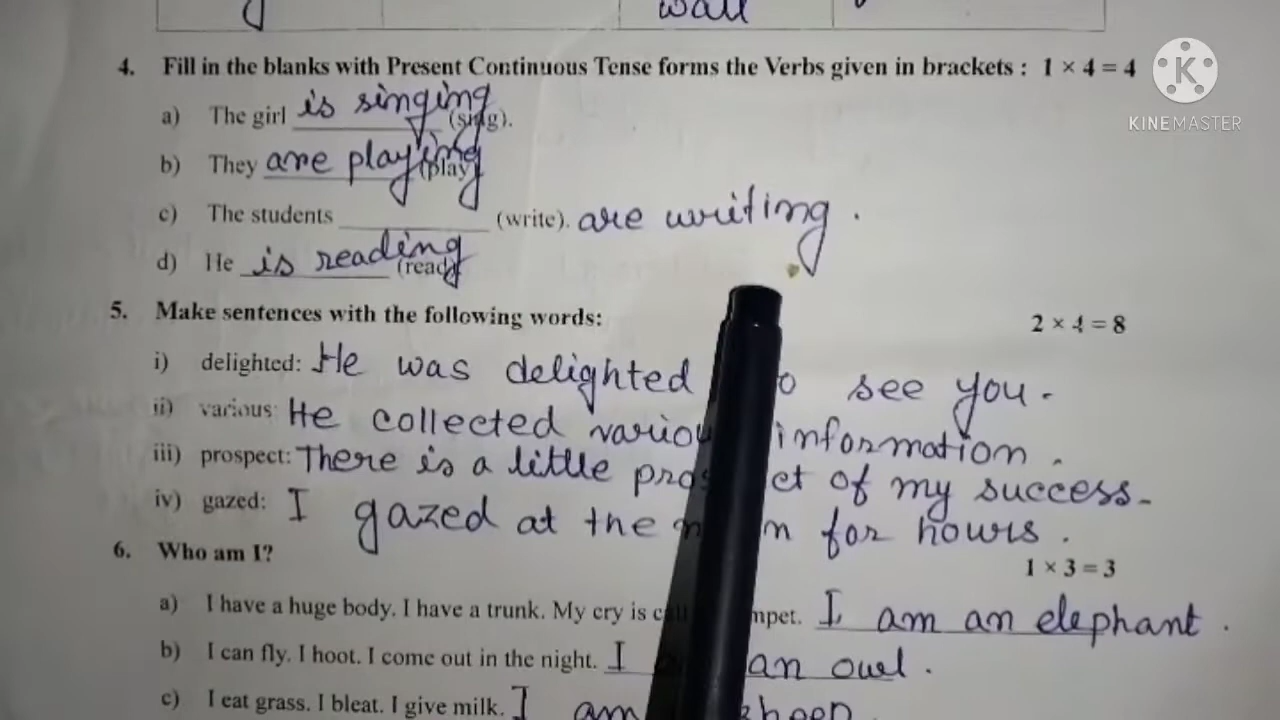 wall
4. Fill in the blanks with Present Continuous Tense forms the Verbs given in brackets : 1 × 4 = 4
KINEMASTER
a) The girl is singing (sing).
b) They are playing (play
c) The students ________ (write). are writing .
d) He is reading (read)
5. Make sentences with the following words: 2 × 4 = 8
i) delighted: He was delighted see you.
ii) various: He collected information .
iii) prospect: There is a little of my success.
iv) gazed: I gazed at the for hours .
6. Who am I? 1 × 3 = 3
a) I have a huge body. I have a trunk. My cry is I am an elephant .
b) I can fly. I hoot. I come out in the night. I an owl .
c) I eat grass. I bleat. I give milk. I am